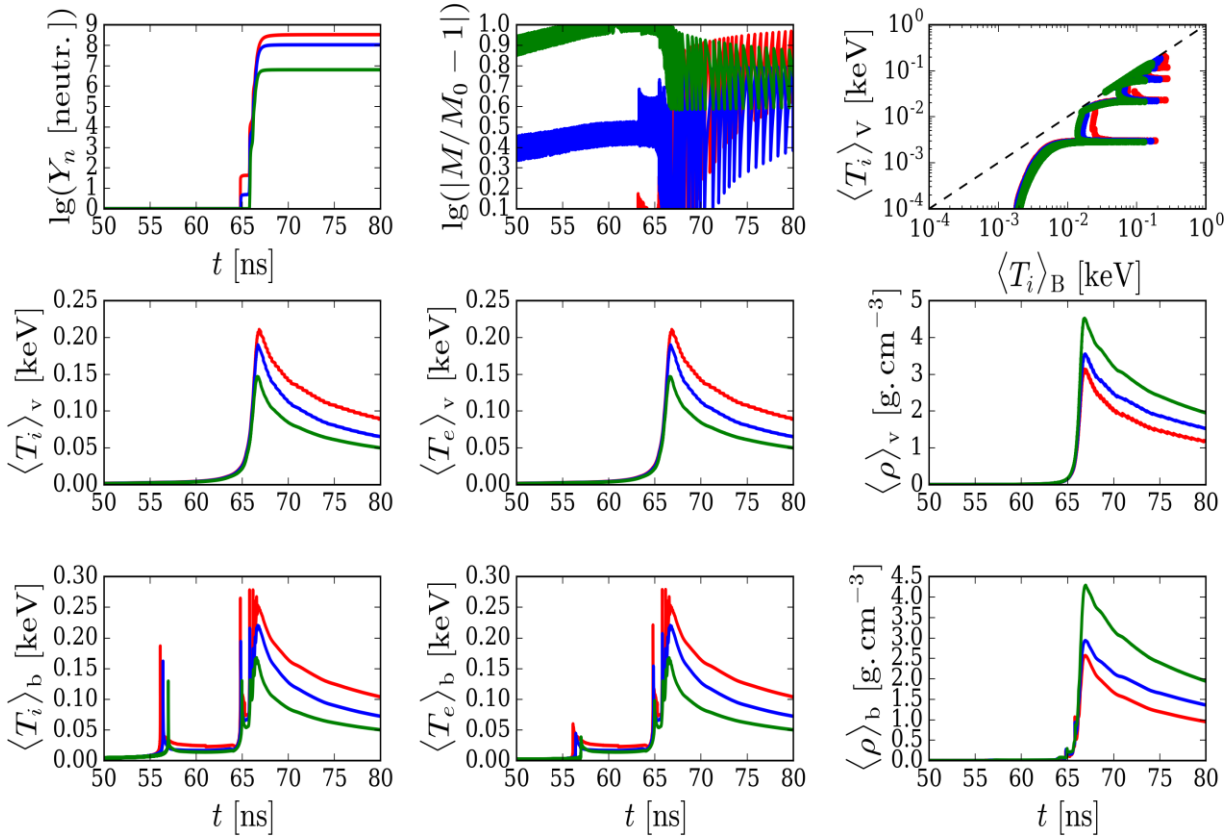 lg(Y_n [neutr.])
9
8
7
6
5
4
3
2
1
0
50 55 60 65 70 75 80
t [ns]
lg(|M/M_0 − 1|)
1.0
0.9
0.8
0.7
0.6
0.5
0.4
0.3
0.2
0.1
50 55 60 65 70 75 80
t [ns]
⟨T_i⟩_V [keV]
10^0
10^-1
10^-2
10^-3
10^-4
10^-4 10^-3 10^-2 10^-1 10^0
⟨T_i⟩_B [keV]
⟨T_i⟩_v [keV]
0.25
0.20
0.15
0.10
0.05
0.00
50 55 60 65 70 75 80
⟨T_e⟩_v [keV]
0.25
0.20
0.15
0.10
0.05
0.00
50 55 60 65 70 75 80
⟨ρ⟩_v [g.cm^−3]
5
4
3
2
1
0
50 55 60 65 70 75 80
⟨T_i⟩_b [keV]
0.30
0.25
0.20
0.15
0.10
0.05
0.00
50 55 60 65 70 75 80
t [ns]
⟨T_e⟩_b [keV]
0.30
0.25
0.20
0.15
0.10
0.05
0.00
50 55 60 65 70 75 80
t [ns]
⟨ρ⟩_b [g.cm^−3]
4.5
4.0
3.5
3.0
2.5
2.0
1.5
1.0
0.5
0.0
50 55 60 65 70 75 80
t [ns]